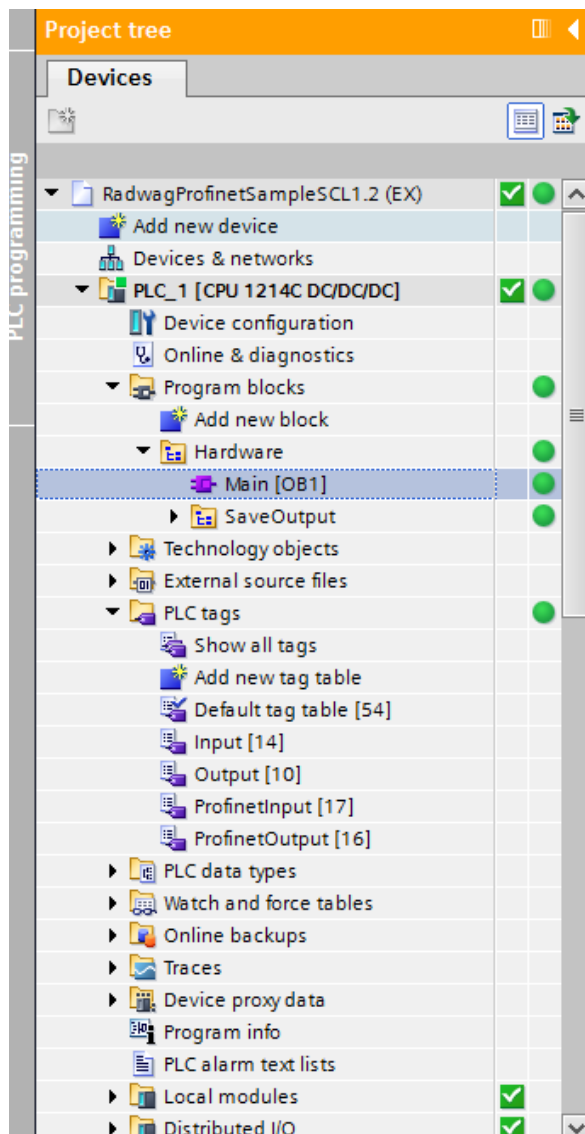 Project tree
Devices
PLC programming
RadwagProfinetSampleSCL1.2 (EX)
Add new device
Devices & networks
PLC_1 [CPU 1214C DC/DC/DC]
Device configuration
Online & diagnostics
Program blocks
Add new block
Hardware
Main [OB1]
SaveOutput
Technology objects
External source files
PLC tags
Show all tags
Add new tag table
Default tag table [54]
Input [14]
Output [10]
ProfinetInput [17]
ProfinetOutput [16]
PLC data types
Watch and force tables
Online backups
Traces
Device proxy data
Program info
PLC alarm text lists
Local modules
Distributed I/O